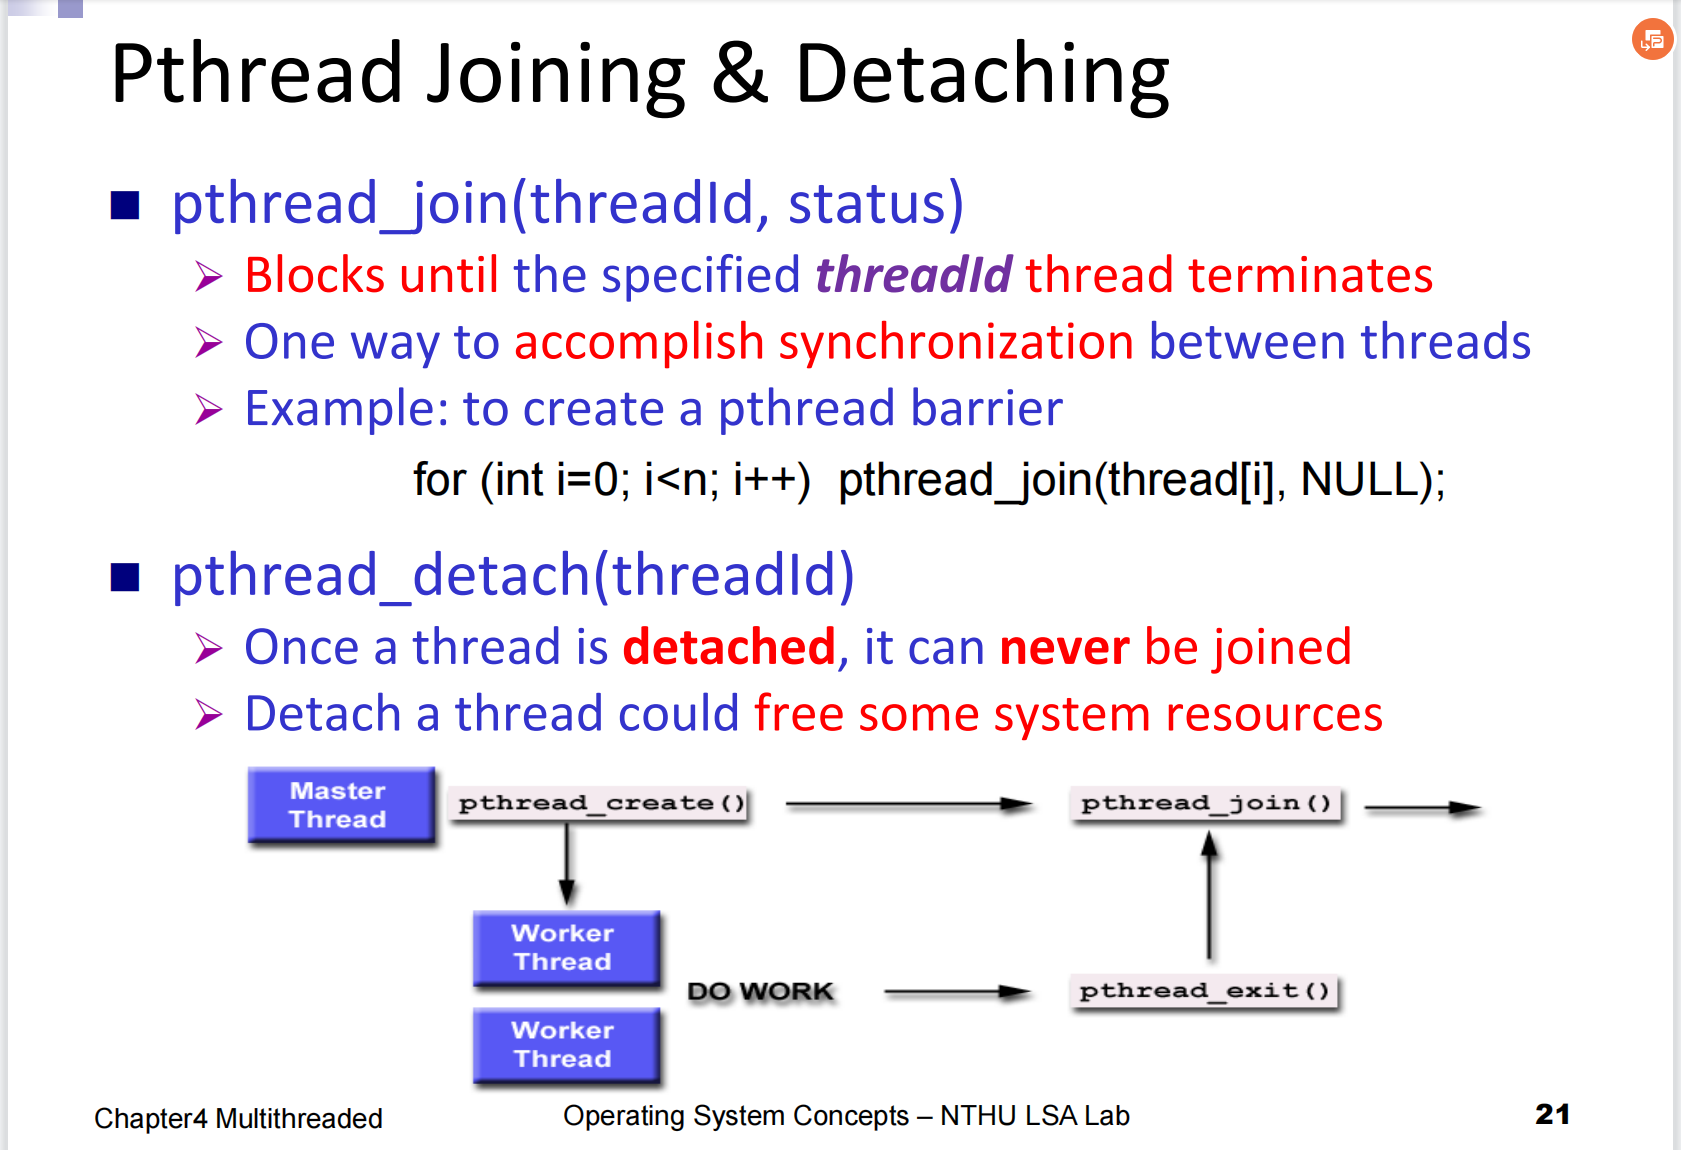 Pthread Joining & Detaching
pthread_join(threadId, status)
Blocks until the specified threadId thread terminates
One way to accomplish synchronization between threads
Example: to create a pthread barrier
for (int i=0; i<n; i++)  pthread_join(thread[i], NULL);
pthread_detach(threadId)
Once a thread is detached, it can never be joined
Detach a thread could free some system resources
Master
Thread
pthread_create()
pthread_join()
Worker
Thread
DO WORK
pthread_exit()
Worker
Thread
Chapter4 Multithreaded
Operating System Concepts – NTHU LSA Lab
21